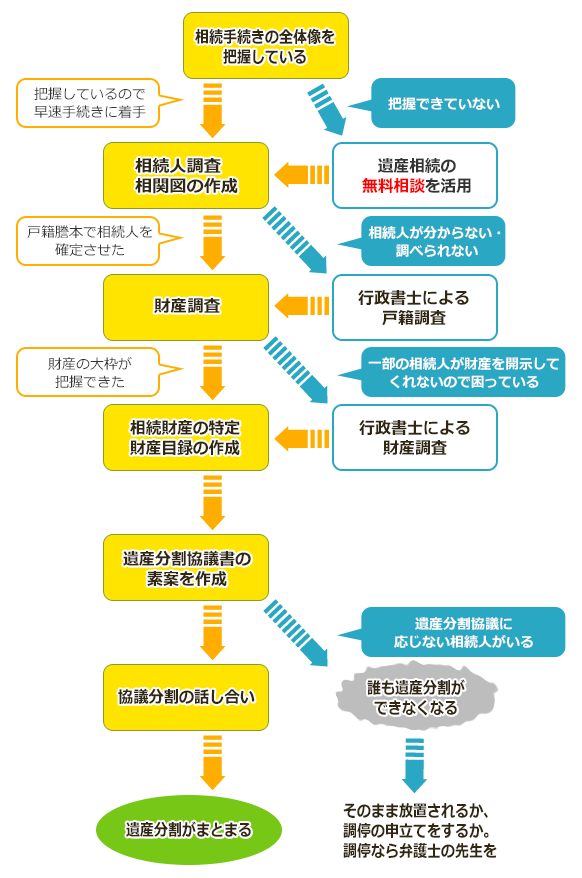 相続手続きの全体像を
把握している
把握しているので
早速手続きに着手
把握できていない
相続人調査
相関図の作成
遺産相続の
無料相談を活用
戸籍謄本で相続人を
確定させた
相続人が分からない・
調べられない
財産調査
行政書士による
戸籍調査
財産の大枠が
把握できた
一部の相続人が財産を開示して
くれないので困っている
相続財産の特定
財産目録の作成
行政書士による
財産調査
遺産分割協議書の
素案を作成
遺産分割協議に
応じない相続人がいる
協議分割の話し合い
誰も遺産分割が
できなくなる
遺産分割がまとまる
そのまま放置されるか、
調停の申立てをするか。
調停なら弁護士の先生を